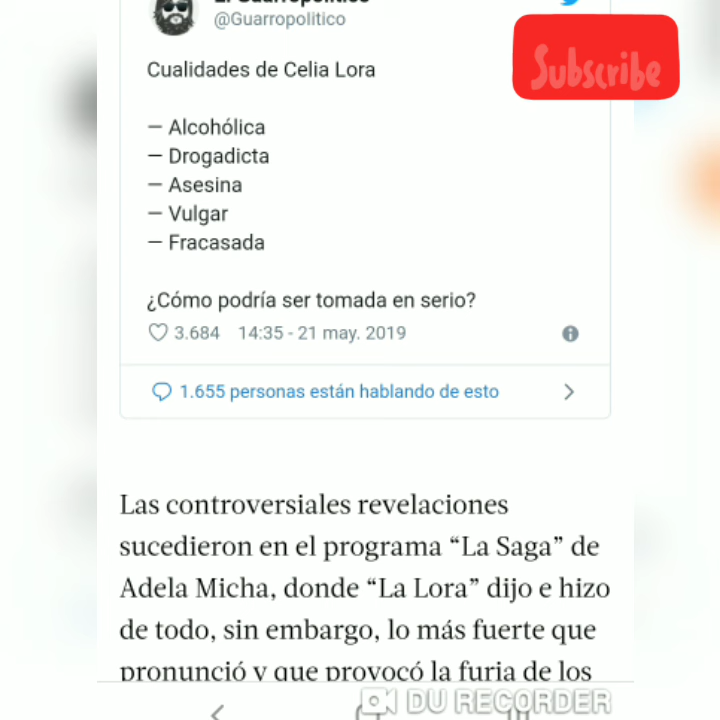 El Guarropolitico
@Guarropolitico
Subscribe
Cualidades de Celia Lora
— Alcohólica
— Drogadicta
— Asesina
— Vulgar
— Fracasada
¿Cómo podría ser tomada en serio?
3.684 14:35 - 21 may. 2019
1.655 personas están hablando de esto
Las controversiales revelaciones
sucedieron en el programa “La Saga” de
Adela Micha, donde “La Lora” dijo e hizo
de todo, sin embargo, lo más fuerte que
pronunció y que provocó la furia de los
DU RECORDER